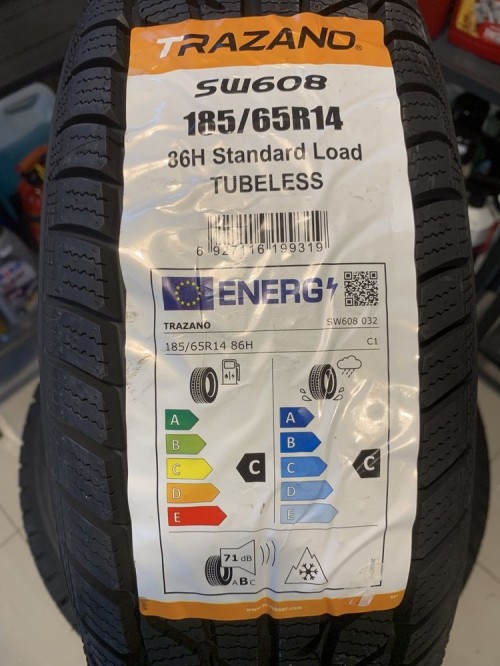 TRAZANO®
SW608
185/65R14
86H Standard Load
TUBELESS
6 927116 199319
ENERG
TRAZANO SW608 032
185/65R14 86H C1
A A
B B
C C C C
D D
E E
71 dB
ABC